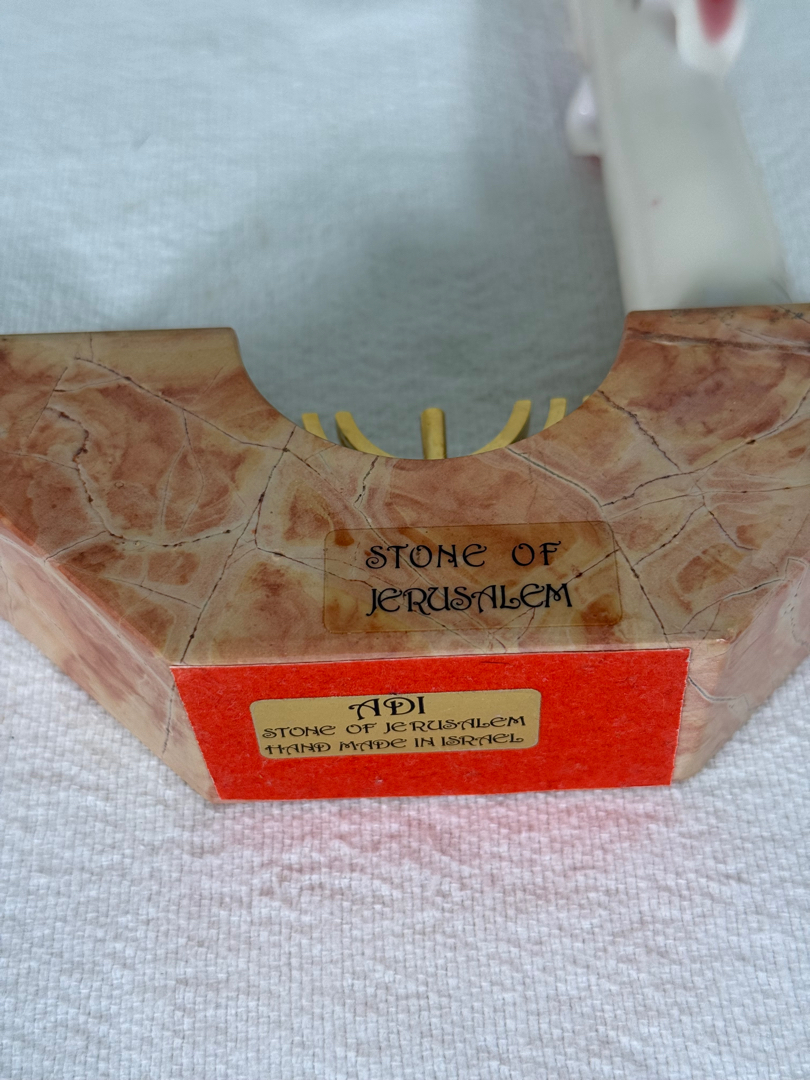 STONE OF
JERUSALEM
ADI
STONE OF JERUSALEM
HAND MADE IN ISRAEL